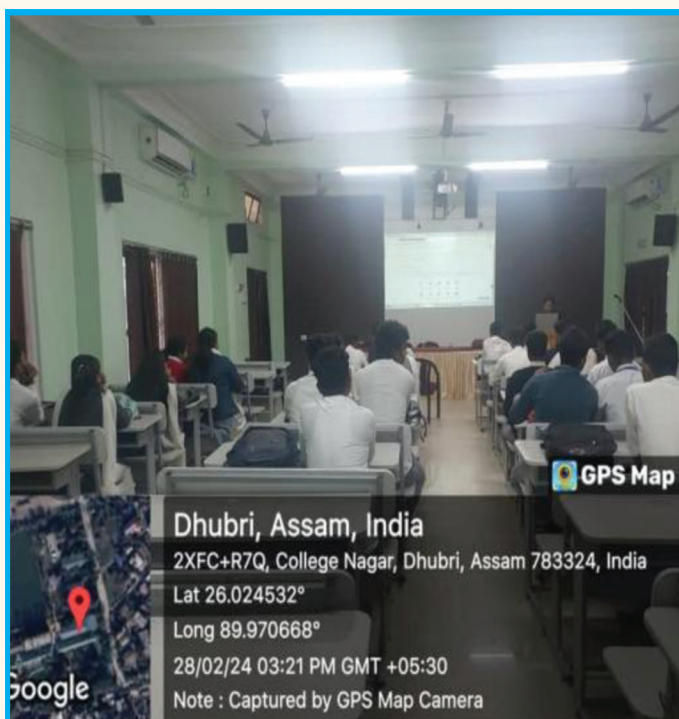 GPS Map
Dhubri, Assam, India
2XFC+R7Q, College Nagar, Dhubri, Assam 783324, India
Lat 26.024532°
Long 89.970668°
28/02/24 03:21 PM GMT +05:30
Note : Captured by GPS Map Camera
Google